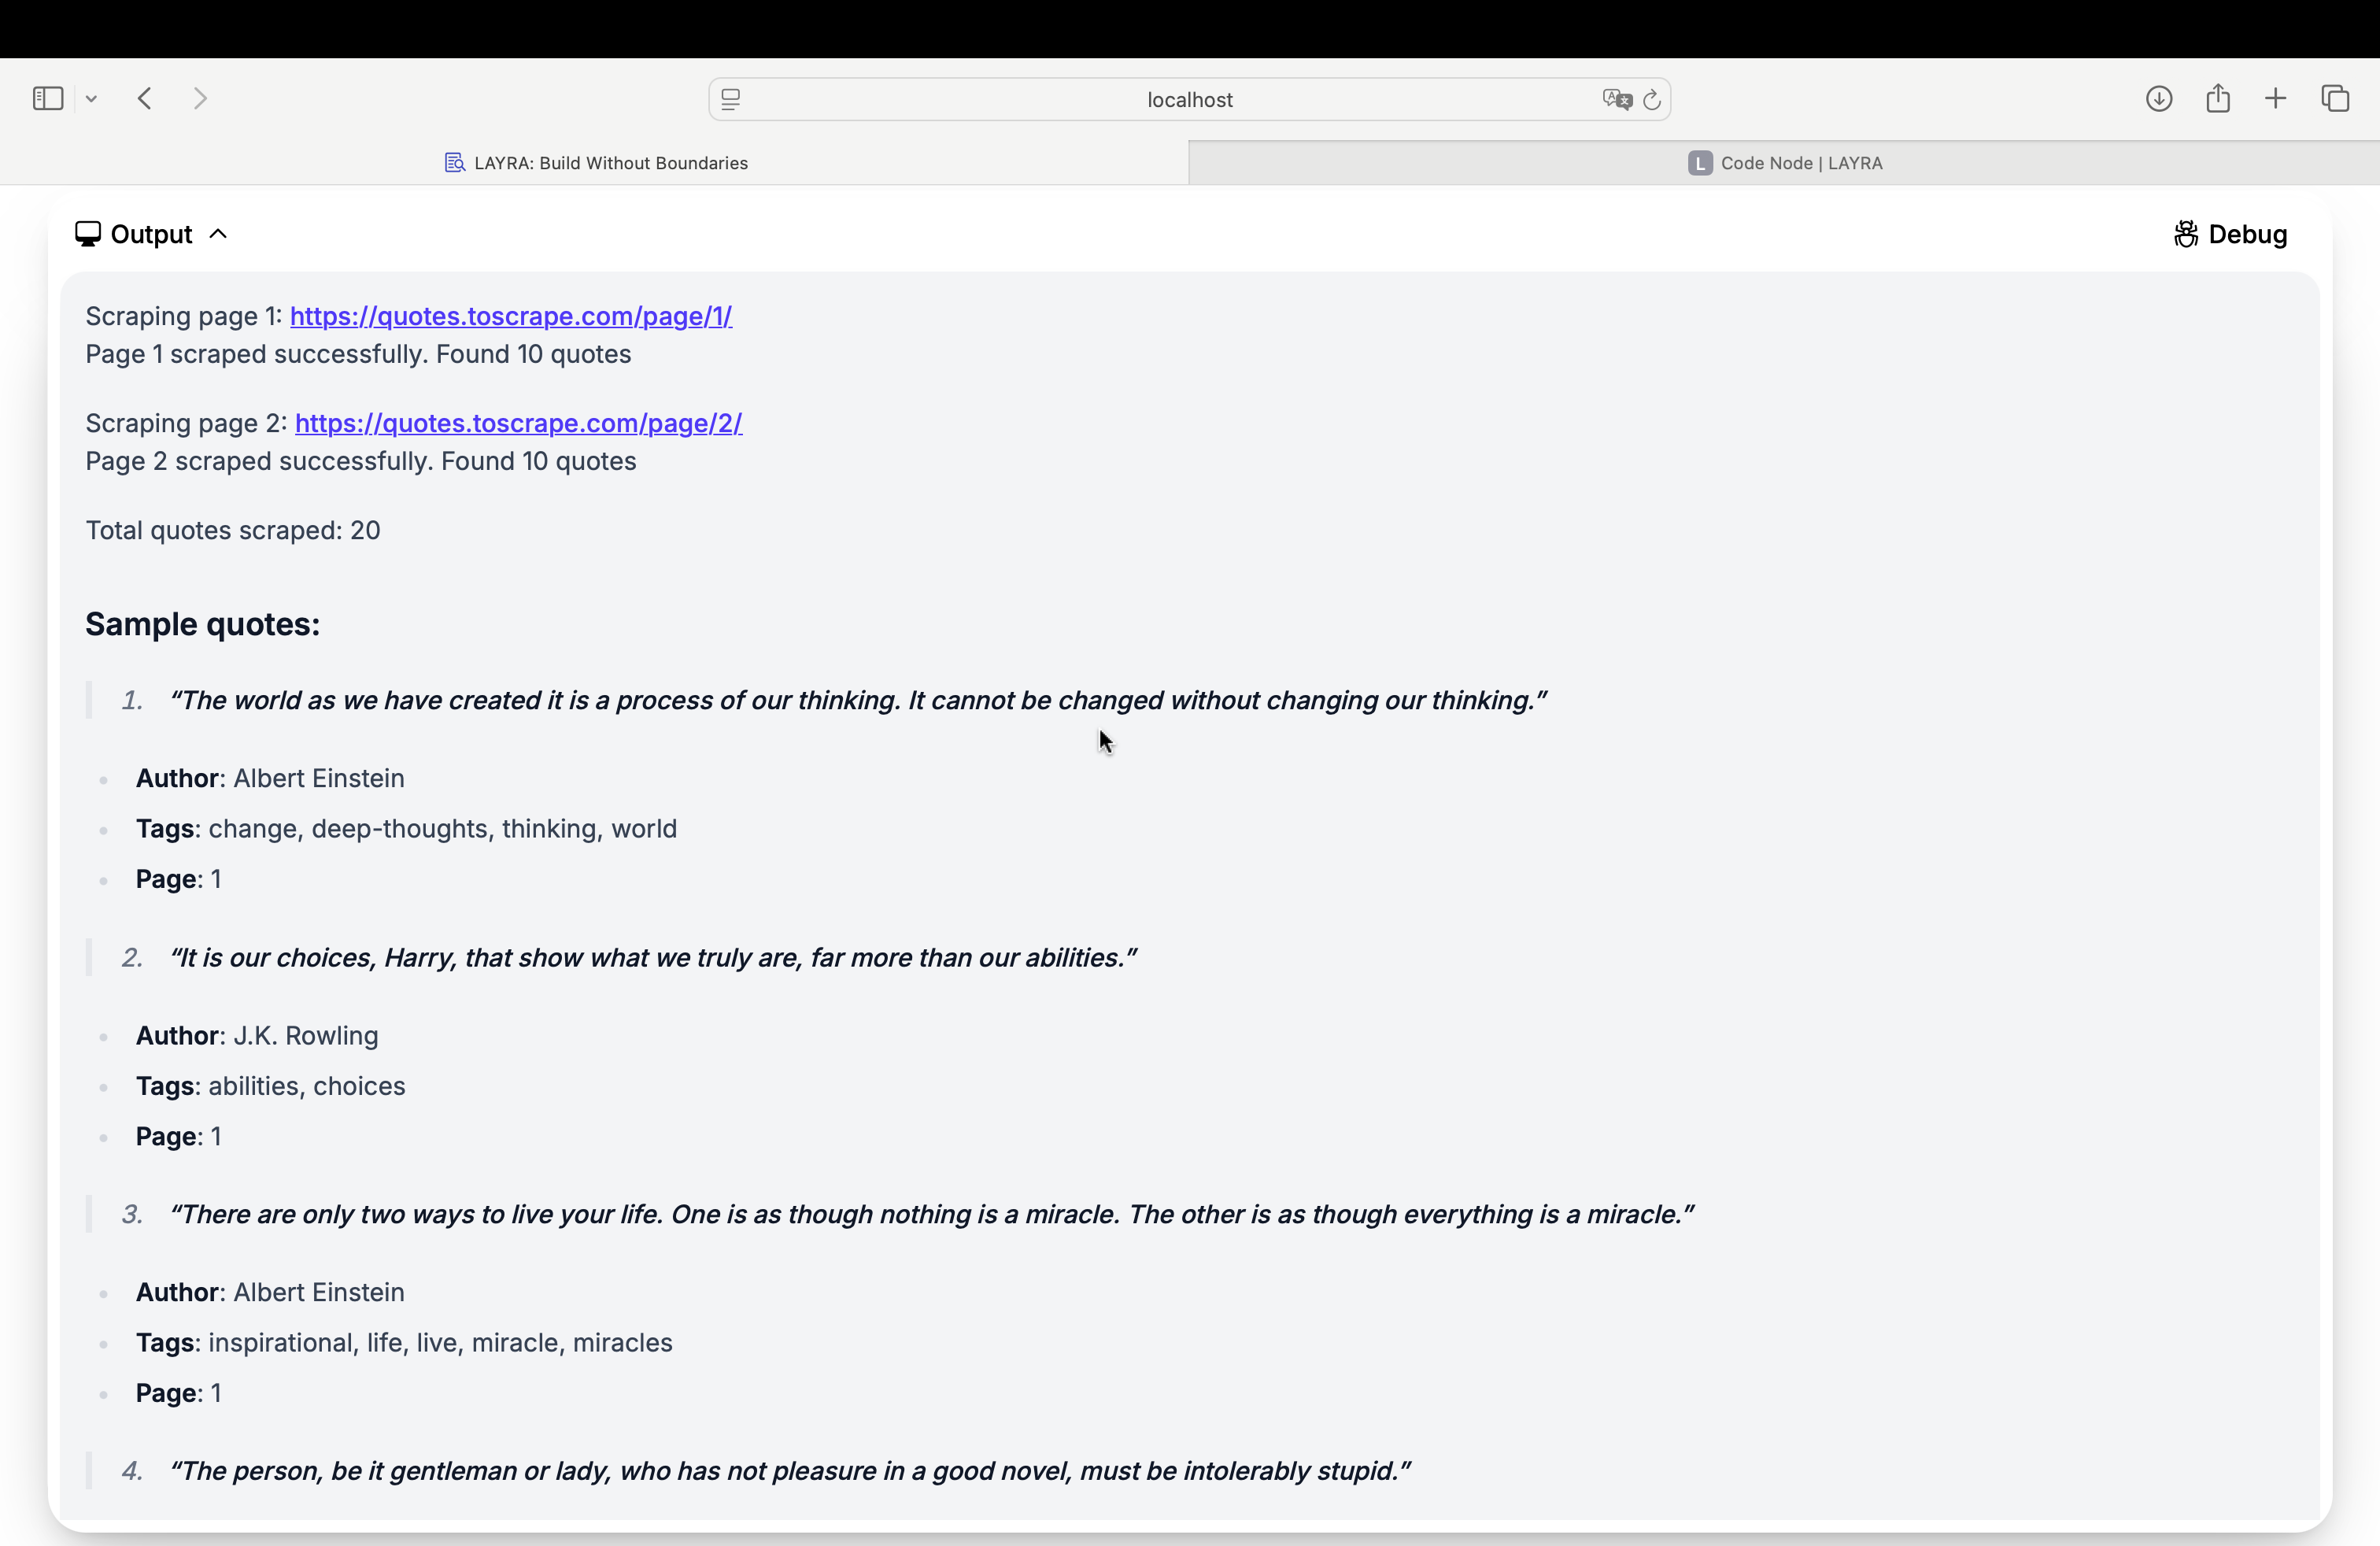 localhost
LAYRA: Build Without Boundaries
L Code Node | LAYRA
Output
Debug
Scraping page 1: https://quotes.toscrape.com/page/1/
Page 1 scraped successfully. Found 10 quotes
Scraping page 2: https://quotes.toscrape.com/page/2/
Page 2 scraped successfully. Found 10 quotes
Total quotes scraped: 20
Sample quotes:
1. “The world as we have created it is a process of our thinking. It cannot be changed without changing our thinking.”
• Author: Albert Einstein
• Tags: change, deep-thoughts, thinking, world
• Page: 1
2. “It is our choices, Harry, that show what we truly are, far more than our abilities.”
• Author: J.K. Rowling
• Tags: abilities, choices
• Page: 1
3. “There are only two ways to live your life. One is as though nothing is a miracle. The other is as though everything is a miracle.”
• Author: Albert Einstein
• Tags: inspirational, life, live, miracle, miracles
• Page: 1
4. “The person, be it gentleman or lady, who has not pleasure in a good novel, must be intolerably stupid.”